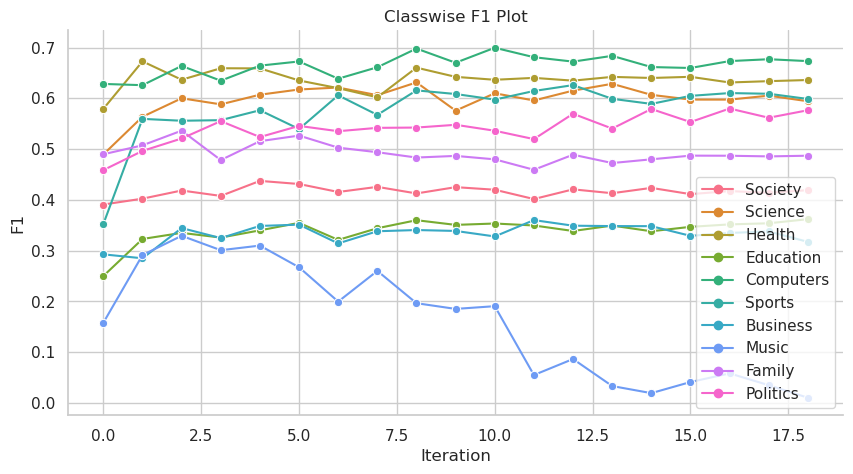 Classwise F1 Plot
F1
0.7
0.6
0.5
0.4
0.3
0.2
0.1
0.0
Society
Science
Health
Education
Computers
Sports
Business
Music
Family
Politics
0.0 2.5 5.0 7.5 10.0 12.5 15.0 17.5
Iteration